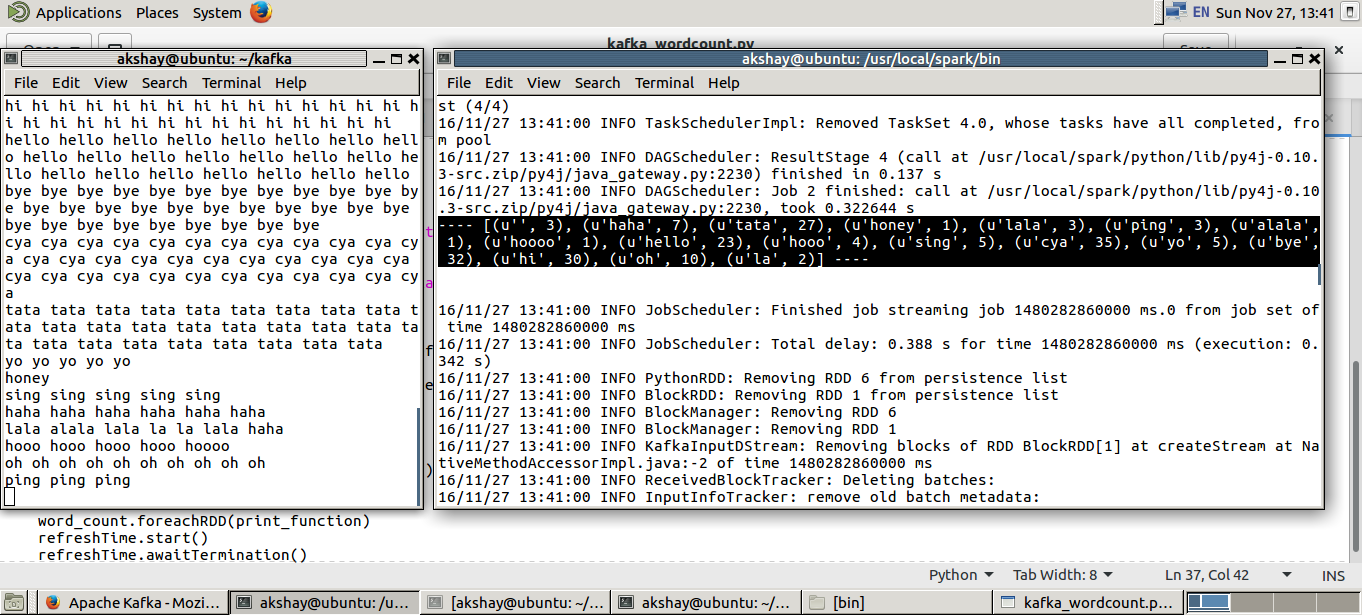 Applications Places System EN Sun Nov 27, 13:41
kafka_wordcount.py
akshay@ubuntu: ~/kafka
File Edit View Search Terminal Help
hi hi hi hi hi hi hi hi hi hi hi hi hi hi hi h
i hi hi hi hi hi hi hi hi hi hi hi hi hi hi
hello hello hello hello hello hello hello hell
o hello hello hello hello hello hello hello he
llo hello hello hello hello hello hello hello
bye bye bye bye bye bye bye bye bye bye bye by
e bye bye bye bye bye bye bye bye bye bye bye
bye bye bye bye bye bye bye bye bye
cya cya cya cya cya cya cya cya cya cya cya cy
a cya cya cya cya cya cya cya cya cya cya cya
cya cya cya cya cya cya cya cya cya cya cya cy
a
tata tata tata tata tata tata tata tata tata t
ata tata tata tata tata tata tata tata tata ta
ta tata tata tata tata tata tata tata tata
yo yo yo yo yo
honey
sing sing sing sing sing
haha haha haha haha haha haha
lala alala lala la la lala haha
hooo hooo hooo hooo hoooo
oh oh oh oh oh oh oh oh oh oh
ping ping ping
akshay@ubuntu: /usr/local/spark/bin
File Edit View Search Terminal Help
st (4/4)
16/11/27 13:41:00 INFO TaskSchedulerImpl: Removed TaskSet 4.0, whose tasks have all completed, fro
m pool
16/11/27 13:41:00 INFO DAGScheduler: ResultStage 4 (call at /usr/local/spark/python/lib/py4j-0.10.
3-src.zip/py4j/java_gateway.py:2230) finished in 0.137 s
16/11/27 13:41:00 INFO DAGScheduler: Job 2 finished: call at /usr/local/spark/python/lib/py4j-0.10
.3-src.zip/py4j/java_gateway.py:2230, took 0.322644 s
---- [(u'', 3), (u'haha', 7), (u'tata', 27), (u'honey', 1), (u'lala', 3), (u'ping', 3), (u'alala',
 1), (u'hoooo', 1), (u'hello', 23), (u'hooo', 4), (u'sing', 5), (u'cya', 35), (u'yo', 5), (u'bye',
 32), (u'hi', 30), (u'oh', 10), (u'la', 2)] ----
16/11/27 13:41:00 INFO JobScheduler: Finished job streaming job 1480282860000 ms.0 from job set of
 time 1480282860000 ms
16/11/27 13:41:00 INFO JobScheduler: Total delay: 0.388 s for time 1480282860000 ms (execution: 0.
342 s)
16/11/27 13:41:00 INFO PythonRDD: Removing RDD 6 from persistence list
16/11/27 13:41:00 INFO BlockRDD: Removing RDD 1 from persistence list
16/11/27 13:41:00 INFO BlockManager: Removing RDD 6
16/11/27 13:41:00 INFO BlockManager: Removing RDD 1
16/11/27 13:41:00 INFO KafkaInputDStream: Removing blocks of RDD BlockRDD[1] at createStream at Na
tiveMethodAccessorImpl.java:-2 of time 1480282860000 ms
16/11/27 13:41:00 INFO ReceivedBlockTracker: Deleting batches:
16/11/27 13:41:00 INFO InputInfoTracker: remove old batch metadata:
word_count.foreachRDD(print_function)
refreshTime.start()
refreshTime.awaitTermination()
Python Tab Width: 8 Ln 37, Col 42 INS
Apache Kafka - Mozi... akshay@ubuntu: /u... [akshay@ubuntu: ~/... akshay@ubuntu: ~/... [bin] kafka_wordcount.p...